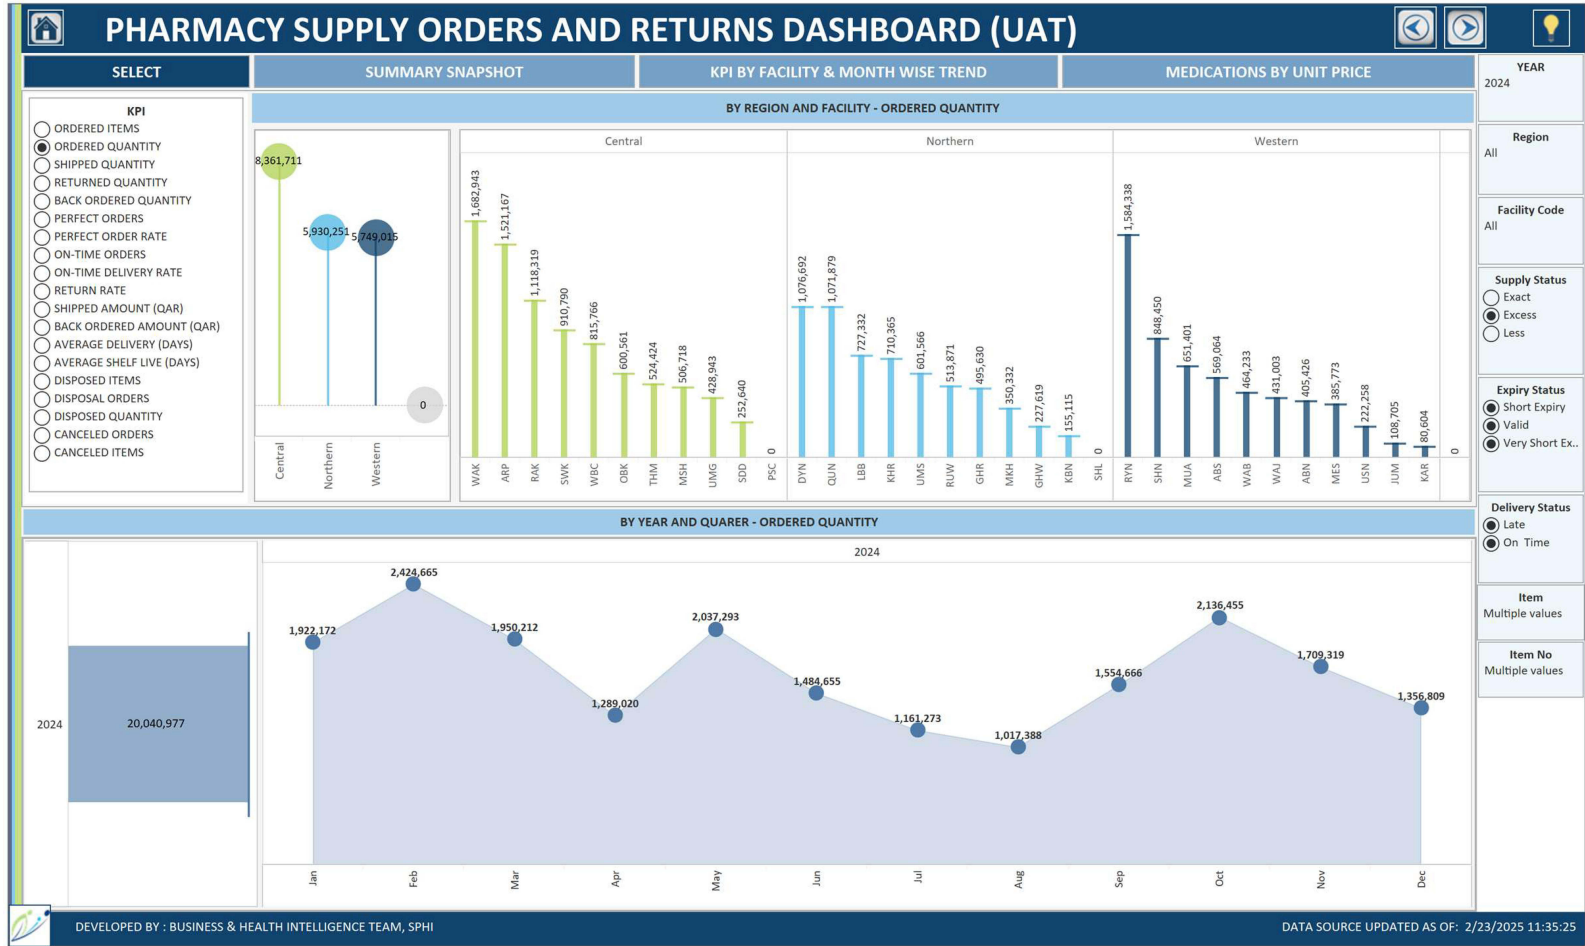 PHARMACY SUPPLY ORDERS AND RETURNS DASHBOARD (UAT)
SELECT
SUMMARY SNAPSHOT
KPI BY FACILITY & MONTH WISE TREND
MEDICATIONS BY UNIT PRICE
YEAR
2024
Region
All
Facility Code
All
Supply Status
Exact
Excess
Less
Expiry Status
Short Expiry
Valid
Very Short Ex..
Delivery Status
Late
On Time
Item
Multiple values
Item No
Multiple values
KPI
ORDERED ITEMS
ORDERED QUANTITY
SHIPPED QUANTITY
RETURNED QUANTITY
BACK ORDERED QUANTITY
PERFECT ORDERS
PERFECT ORDER RATE
ON-TIME ORDERS
ON-TIME DELIVERY RATE
RETURN RATE
SHIPPED AMOUNT (QAR)
BACK ORDERED AMOUNT (QAR)
AVERAGE DELIVERY (DAYS)
AVERAGE SHELF LIVE (DAYS)
DISPOSED ITEMS
DISPOSAL ORDERS
DISPOSED QUANTITY
CANCELED ORDERS
CANCELED ITEMS
BY REGION AND FACILITY - ORDERED QUANTITY
8,361,711
5,930,251
5,749,015
0
Central
Northern
Western
Central
1,682,943
1,521,167
1,118,319
910,790
815,766
600,561
524,424
506,718
428,943
252,640
0
WAK
ARP
RAK
SWK
WBC
OBK
THM
MSH
UMG
SDD
PSC
Northern
1,076,692
1,071,879
727,332
710,365
601,566
513,871
495,630
350,332
227,619
155,115
0
DYN
QUN
LBB
KHR
UMS
RUW
GHR
MKH
GHW
KBN
SHL
Western
1,584,338
848,450
651,401
569,064
464,233
431,003
405,426
385,773
222,258
108,705
80,604
0
RYN
SHN
MUA
ABS
WAB
WAJ
ABN
MES
USN
JUM
KAR
BY YEAR AND QUARER - ORDERED QUANTITY
2024
20,040,977
2024
1,922,172
2,424,665
1,950,212
1,289,020
2,037,293
1,484,655
1,161,273
1,017,388
1,554,666
2,136,455
1,709,319
1,356,809
Jan
Feb
Mar
Apr
May
Jun
Jul
Aug
Sep
Oct
Nov
Dec
DEVELOPED BY : BUSINESS & HEALTH INTELLIGENCE TEAM, SPHI
DATA SOURCE UPDATED AS OF: 2/23/2025 11:35:25